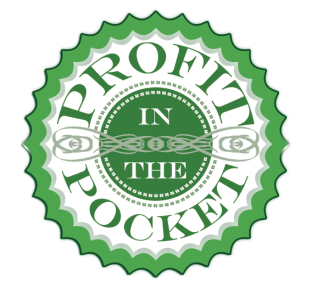 PROFIT
IN
THE
POCKET